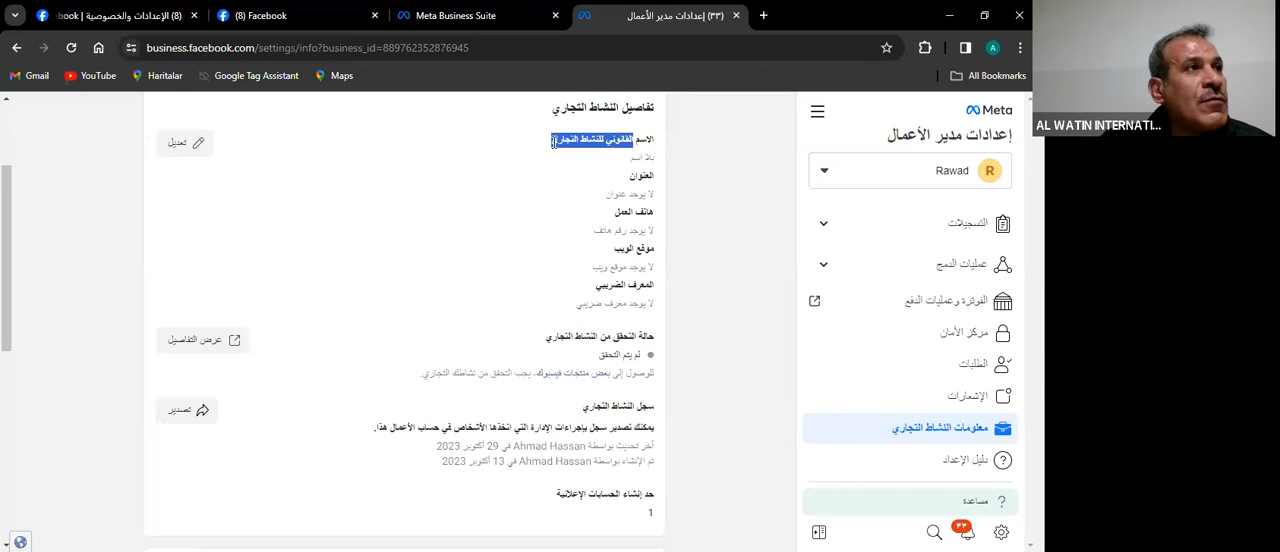 (8) الإعدادات والخصوصية | ebook
(8) Facebook
Meta Business Suite
(٣٣) إعدادات مدير الأعمال
business.facebook.com/settings/info?business_id=889762352876945
A
Gmail
YouTube
Haritalar
Google Tag Assistant
Maps
All Bookmarks
AL WATIN INTERNATI...
Meta
إعدادات مدير الأعمال
R
Rawad
التسجيلات
عمليات الدمج
الفوترة وعمليات الدفع
مركز الأمان
الطلبات
الإشعارات
معلومات النشاط التجاري
دليل الإعداد
مساعدة
٣٣
تفاصيل النشاط التجاري
الاسم القانوني للنشاط التجاري
تعديل
بلا اسم
العنوان
لا يوجد عنوان
هاتف العمل
لا يوجد رقم هاتف
موقع الويب
لا يوجد موقع ويب
المعرف الضريبي
لا يوجد معرف ضريبي
حالة التحقق من النشاط التجاري
عرض التفاصيل
لم يتم التحقق
للوصول إلى بعض منتجات فيسبوك، يجب التحقق من نشاطك التجاري.
سجل النشاط التجاري
تصدير
يمكنك تصدير سجل بإجراءات الإدارة التي اتخذها الأشخاص في حساب الأعمال هذا.
آخر تحديث بواسطة Ahmad Hassan في 29 أكتوبر 2023
تم الإنشاء بواسطة Ahmad Hassan في 13 أكتوبر 2023
حد إنشاء الحسابات الإعلانية
1